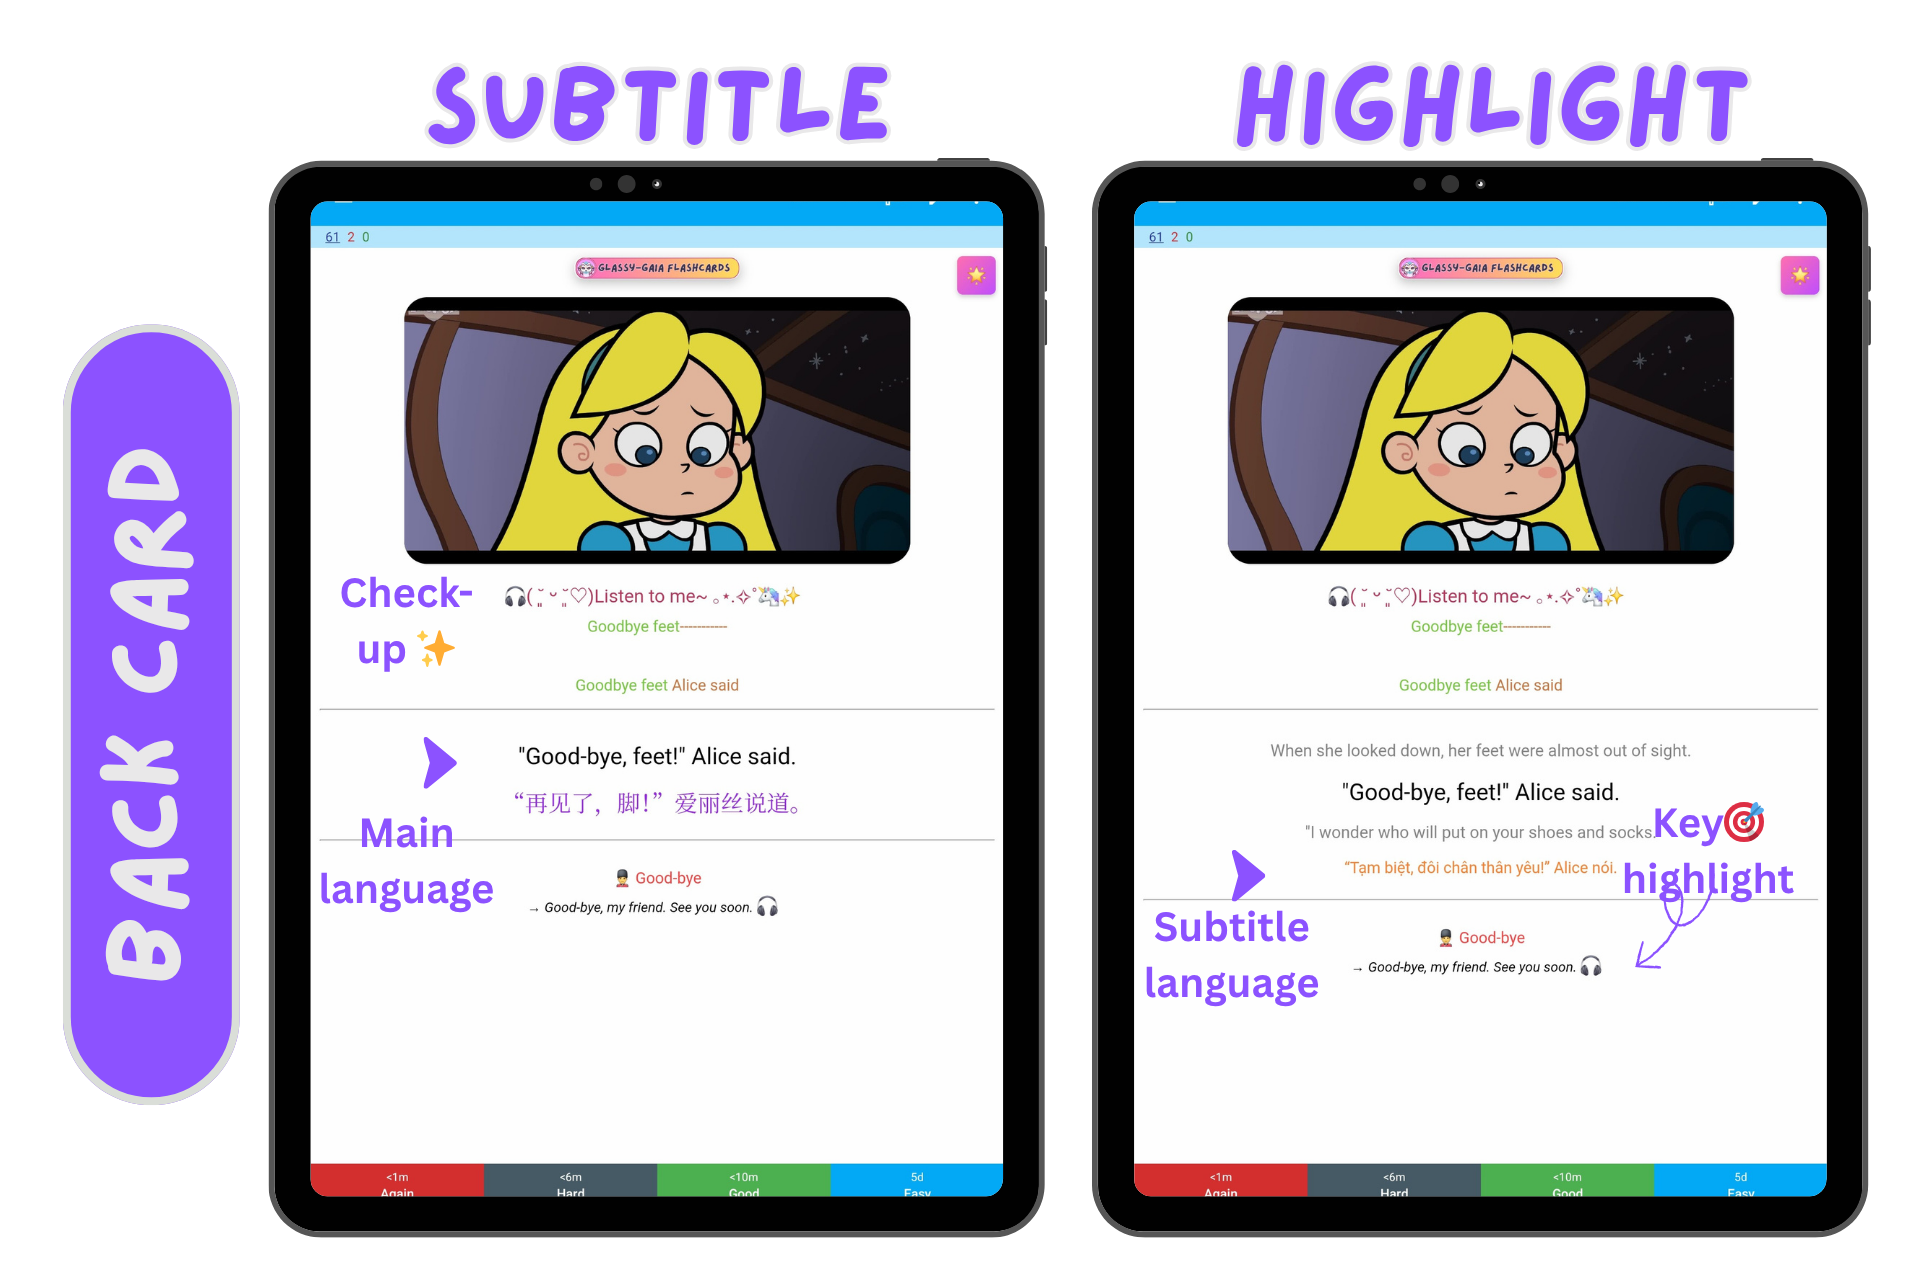 SUBTITLE
HIGHLIGHT
BACK CARD
61 2 0
GLASSY-GAIA FLASHCARDS
Check-
up ✨
🎧( ˘͈ ᵕ ˘͈♡)Listen to me~ ｡⋆.✧˚🦄✨
Goodbye feet-----------
Goodbye feet Alice said
"Good-bye, feet!" Alice said.
“再见了，脚！”爱丽丝说道。
Main
language
💂 Good-bye
→ Good-bye, my friend. See you soon. 🎧
<1m
Again
<6m
Hard
<10m
Good
5d
Easy
61 2 0
GLASSY-GAIA FLASHCARDS
🎧( ˘͈ ᵕ ˘͈♡)Listen to me~ ｡⋆.✧˚🦄✨
Goodbye feet-----------
Goodbye feet Alice said
When she looked down, her feet were almost out of sight.
"Good-bye, feet!" Alice said.
"I wonder who will put on your shoes and socks.
“Tạm biệt, đôi chân thân yêu!” Alice nói.
Key🎯
highlight
Subtitle
language
💂 Good-bye
→ Good-bye, my friend. See you soon. 🎧
<1m
Again
<6m
Hard
<10m
Good
5d
Easy